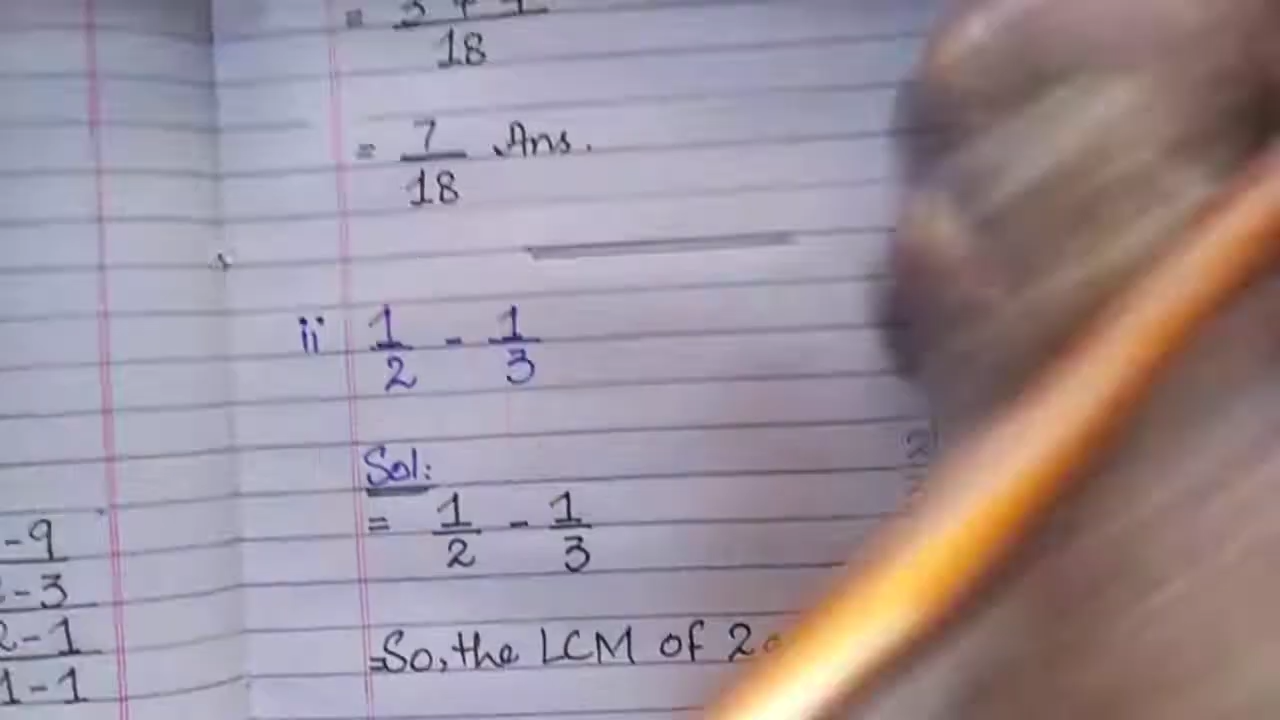 18
= 7/18 Ans.
ii 1/2 - 1/3
Sol:
= 1/2 - 1/3
=So, the LCM of 2
-9
-3
2-1
1-1